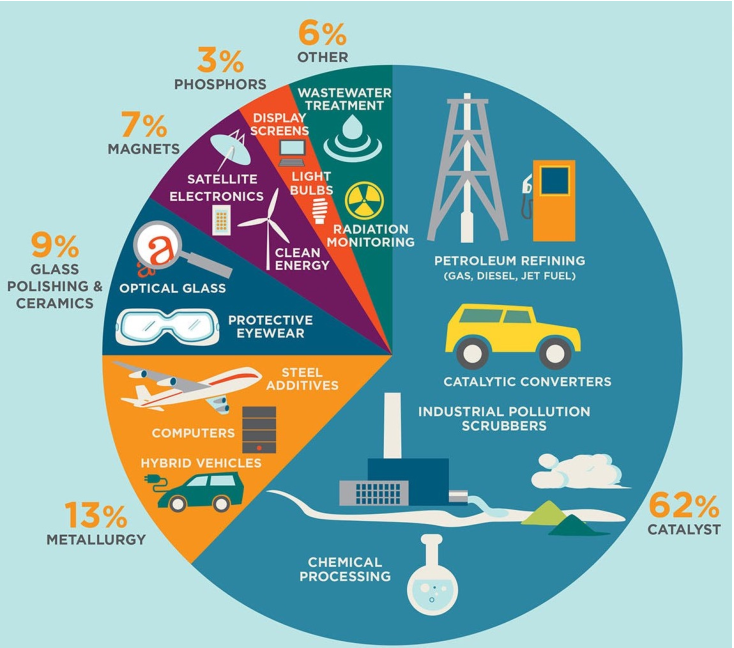 6%
OTHER
3%
PHOSPHORS
7%
MAGNETS
9%
GLASS
POLISHING &
CERAMICS
13%
METALLURGY
62%
CATALYST
WASTEWATER
TREATMENT
RADIATION
MONITORING
DISPLAY
SCREENS
LIGHT
BULBS
SATELLITE
ELECTRONICS
CLEAN
ENERGY
a
a
OPTICAL GLASS
PROTECTIVE
EYEWEAR
STEEL
ADDITIVES
COMPUTERS
HYBRID VEHICLES
PETROLEUM REFINING
(GAS, DIESEL, JET FUEL)
CATALYTIC CONVERTERS
INDUSTRIAL POLLUTION
SCRUBBERS
CHEMICAL
PROCESSING